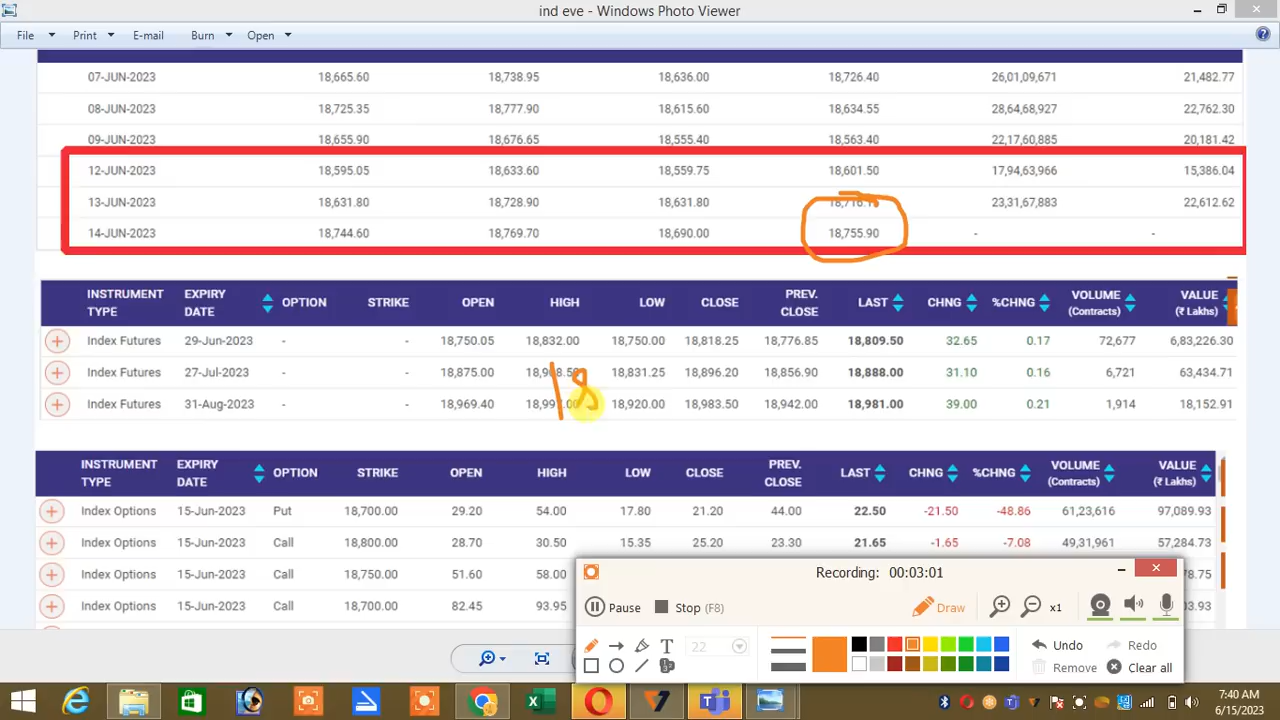 ind eve - Windows Photo Viewer
File Print E-mail Burn Open
07-JUN-2023 18,665.60 18,738.95 18,636.00 18,726.40 26,01,09,671 21,482.77
08-JUN-2023 18,725.35 18,777.90 18,615.60 18,634.55 28,64,68,927 22,762.30
09-JUN-2023 18,655.90 18,676.65 18,555.40 18,563.40 22,17,60,885 20,181.42
12-JUN-2023 18,595.05 18,633.60 18,559.75 18,601.50 17,94,63,966 15,386.04
13-JUN-2023 18,631.80 18,728.90 18,631.80 23,31,67,883 22,612.62
14-JUN-2023 18,744.60 18,769.70 18,690.00 18,755.90 - -
INSTRUMENT TYPE EXPIRY DATE OPTION STRIKE OPEN HIGH LOW CLOSE PREV. CLOSE LAST CHNG %CHNG VOLUME (Contracts) VALUE (₹ Lakhs)
Index Futures 29-Jun-2023 - - 18,750.05 18,832.00 18,750.00 18,818.25 18,776.85 18,809.50 32.65 0.17 72,677 6,83,226.30
Index Futures 27-Jul-2023 - - 18,875.00 18,831.25 18,896.20 18,856.90 18,888.00 31.10 0.16 6,721 63,434.71
Index Futures 31-Aug-2023 - - 18,969.40 18,920.00 18,983.50 18,942.00 18,981.00 39.00 0.21 1,914 18,152.91
18
INSTRUMENT TYPE EXPIRY DATE OPTION STRIKE OPEN HIGH LOW CLOSE PREV. CLOSE LAST CHNG %CHNG VOLUME (Contracts) VALUE (₹ Lakhs)
Index Options 15-Jun-2023 Put 18,700.00 29.20 54.00 17.80 21.20 44.00 22.50 -21.50 -48.86 61,23,616 97,089.93
Index Options 15-Jun-2023 Call 18,800.00 28.70 30.50 15.35 25.20 23.30 21.65 -1.65 -7.08 49,31,961 57,284.73
Index Options 15-Jun-2023 Call 18,750.00 51.60 58.00
Index Options 15-Jun-2023 Call 18,700.00 82.45 93.95
Recording: 00:03:01
Pause Stop (F8) Draw x1
T 22 Undo Redo
Remove Clear all
7:40 AM
6/15/2023